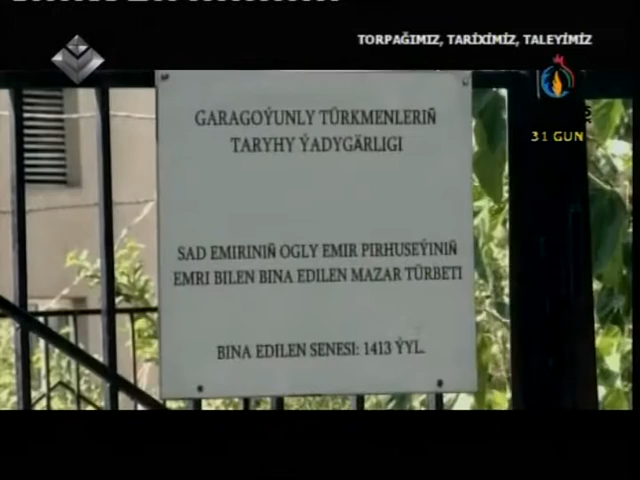 TORPAĞIMIZ, TARİXİMİZ, TALEYİMİZ
31 GUN
GARAGOÝUNLY TÜRKMENLERIŇ
TARYHY ÝADYGÄRLIGI
SAD EMIRINIŇ OGLY EMIR PIRHUSEÝINIŇ
EMRI BILEN BINA EDILEN MAZAR TÜRBETI
BINA EDILEN SENESI: 1413 ÝYL.